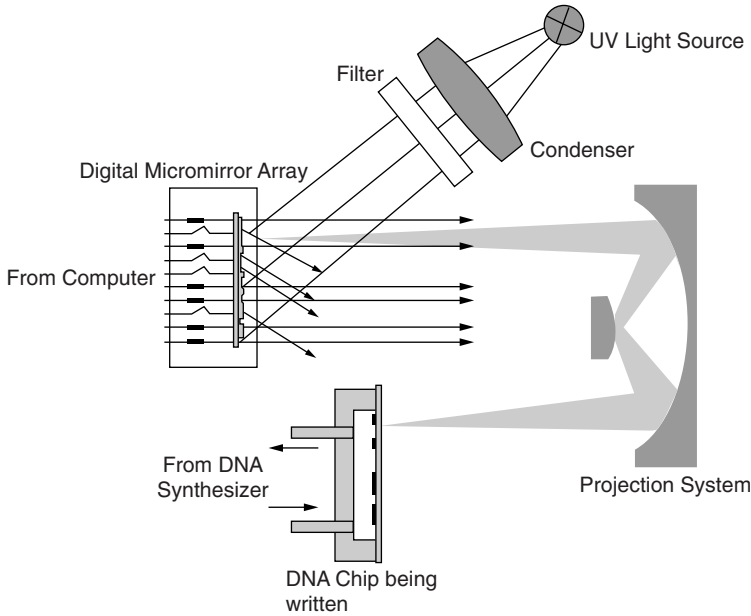 UV Light Source
Filter
Condenser
Digital Micromirror Array
From Computer
From DNA
Synthesizer
Projection System
DNA Chip being
written